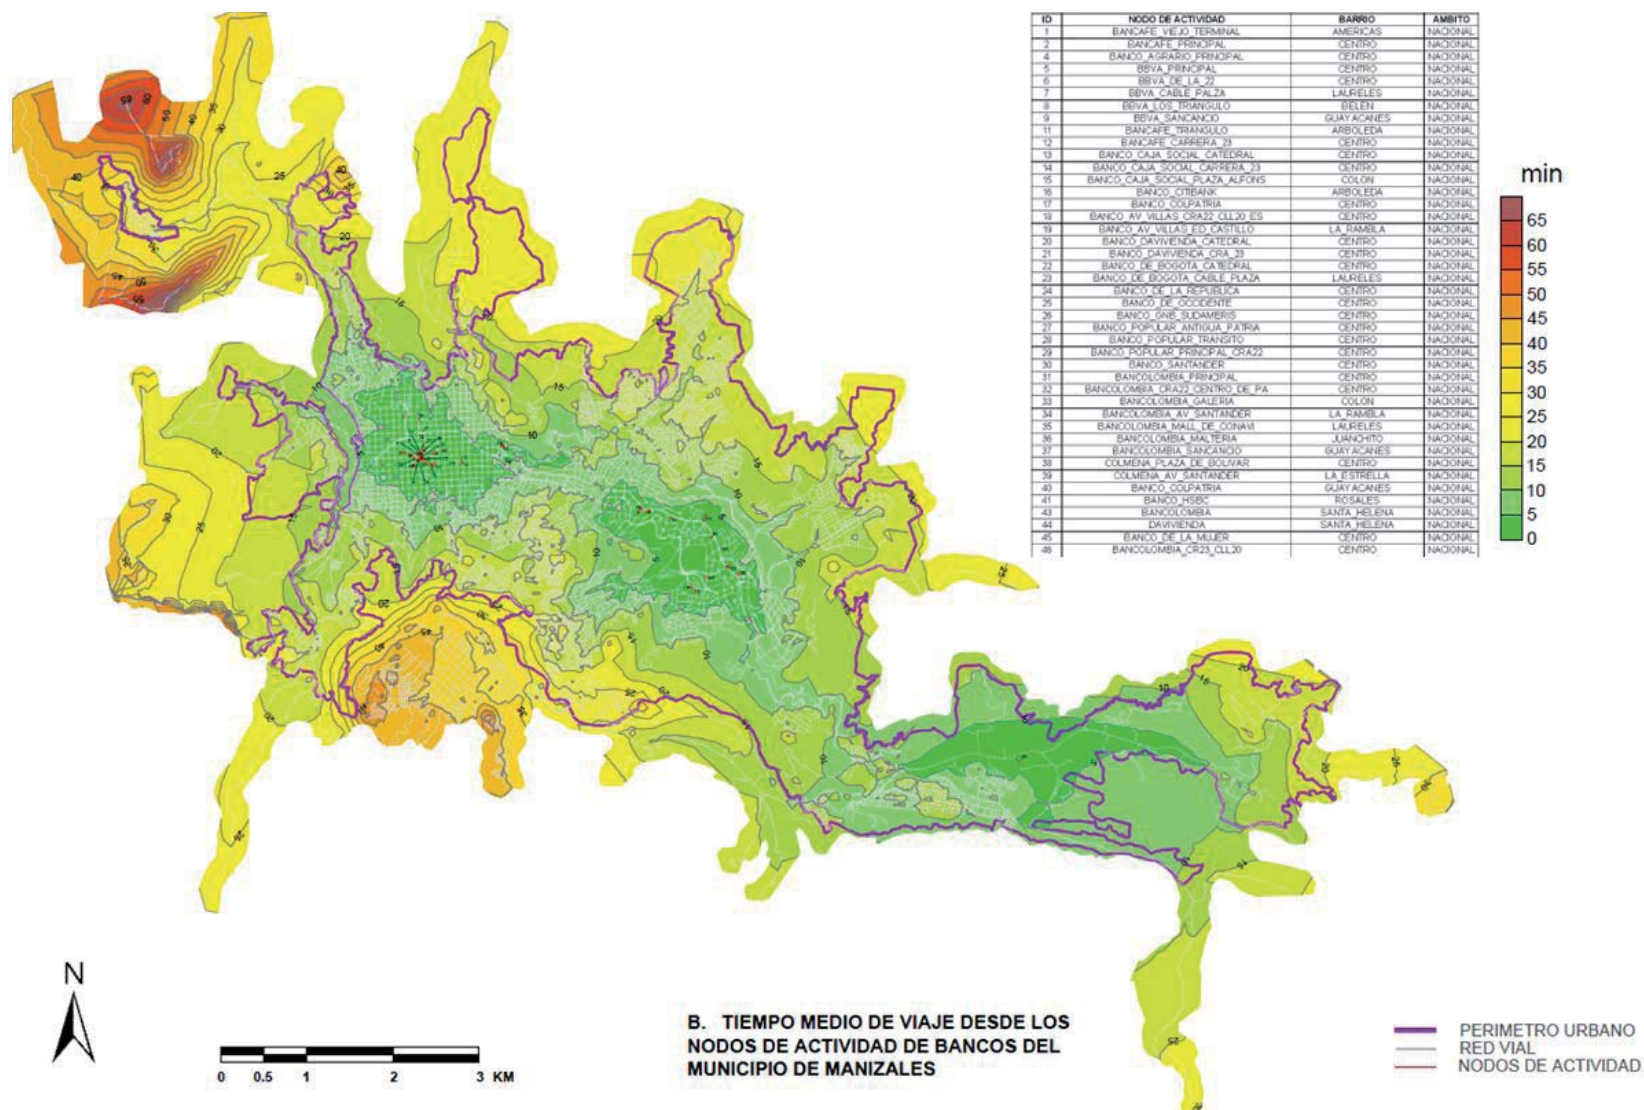 ID NODO DE ACTIVIDAD BARRIO AMBITO
1 BANCAFE_VIEJO_TERMINAL AMERICAS NACIONAL
2 BANCAFE_PRINCIPAL CENTRO NACIONAL
4 BANCO_AGRARIO_PRINCIPAL CENTRO NACIONAL
5 BBVA_PRINCIPAL CENTRO NACIONAL
6 BBVA_DE_LA_22 CENTRO NACIONAL
7 BBVA_CABLE_PALZA LAURELES NACIONAL
8 BBVA_LOS_TRIANGULO BELEN NACIONAL
9 BBVA_SANCANCIO GUAYACANES NACIONAL
11 BANCAFE_TRIANGULO ARBOLEDA NACIONAL
12 BANCAFE_CARRERA_23 CENTRO NACIONAL
13 BANCO_CAJA_SOCIAL_CATEDRAL CENTRO NACIONAL
14 BANCO_CAJA_SOCIAL_CARRERA_23 CENTRO NACIONAL
15 BANCO_CAJA_SOCIAL_PLAZA_ALFONS COLON NACIONAL
16 BANCO_CITIBANK ARBOLEDA NACIONAL
17 BANCO_COLPATRIA CENTRO NACIONAL
18 BANCO_AV_VILLAS_CRA22_CLL20_ES CENTRO NACIONAL
19 BANCO_AV_VILLAS_ED_CASTILLO LA_RAMBLA NACIONAL
20 BANCO_DAVIVIENDA_CATEDRAL CENTRO NACIONAL
21 BANCO_DAVIVIENDA_CRA_23 CENTRO NACIONAL
22 BANCO_DE_BOGOTA_CATEDRAL CENTRO NACIONAL
23 BANCO_DE_BOGOTA_CABLE_PLAZA LAURELES NACIONAL
24 BANCO_DE_LA_REPUBLICA CENTRO NACIONAL
25 BANCO_DE_OCCIDENTE CENTRO NACIONAL
26 BANCO_GNB_SUDAMERIS CENTRO NACIONAL
27 BANCO_POPULAR_ANTIGUA_PATRIA CENTRO NACIONAL
28 BANCO_POPULAR_TRANSITO CENTRO NACIONAL
29 BANCO_POPULAR_PRINCIPAL_CRA22 CENTRO NACIONAL
30 BANCO_SANTANDER CENTRO NACIONAL
31 BANCOLOMBIA_PRINCIPAL CENTRO NACIONAL
32 BANCOLOMBIA_CRA22_CENTRO_DE_PA CENTRO NACIONAL
33 BANCOLOMBIA_GALERIA COLON NACIONAL
34 BANCOLOMBIA_AV_SANTANDER LA_RAMBLA NACIONAL
35 BANCOLOMBIA_MALL_DE_CONAVI LAURELES NACIONAL
36 BANCOLOMBIA_MALTERIA JUANCHITO NACIONAL
37 BANCOLOMBIA_SANCANCIO GUAYACANES NACIONAL
38 COLMENA_PLAZA_DE_BOLIVAR CENTRO NACIONAL
39 COLMENA_AV_SANTANDER LA_ESTRELLA NACIONAL
40 BANCO_COLPATRIA GUAYACANES NACIONAL
41 BANCO_HSBC ROSALES NACIONAL
43 BANCOLOMBIA SANTA_HELENA NACIONAL
44 DAVIVIENDA SANTA_HELENA NACIONAL
45 BANCO_DE_LA_MUJER CENTRO NACIONAL
46 BANCOLOMBIA_CR23_CLL20 CENTRO NACIONAL
min
65
60
55
50
45
40
35
30
25
20
15
10
5
0
N
0 0.5 1 2 3 KM
B. TIEMPO MEDIO DE VIAJE DESDE LOS
NODOS DE ACTIVIDAD DE BANCOS DEL
MUNICIPIO DE MANIZALES
PERIMETRO URBANO
RED VIAL
NODOS DE ACTIVIDAD